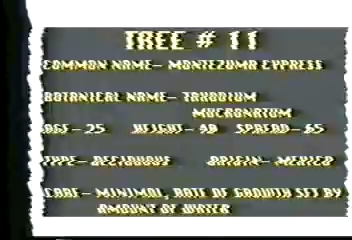 TREE # 11
COMMON NAME- MONTEZUMA CYPRESS
BOTANICAL NAME- TAXODIUM
MUCRONATUM
AGE- 25 HEIGHT- 90 SPREAD- 65
TYPE- DECIDUOUS ORIGIN- MEXICO
CARE- MINIMAL, RATE OF GROWTH SET BY
AMOUNT OF WATER